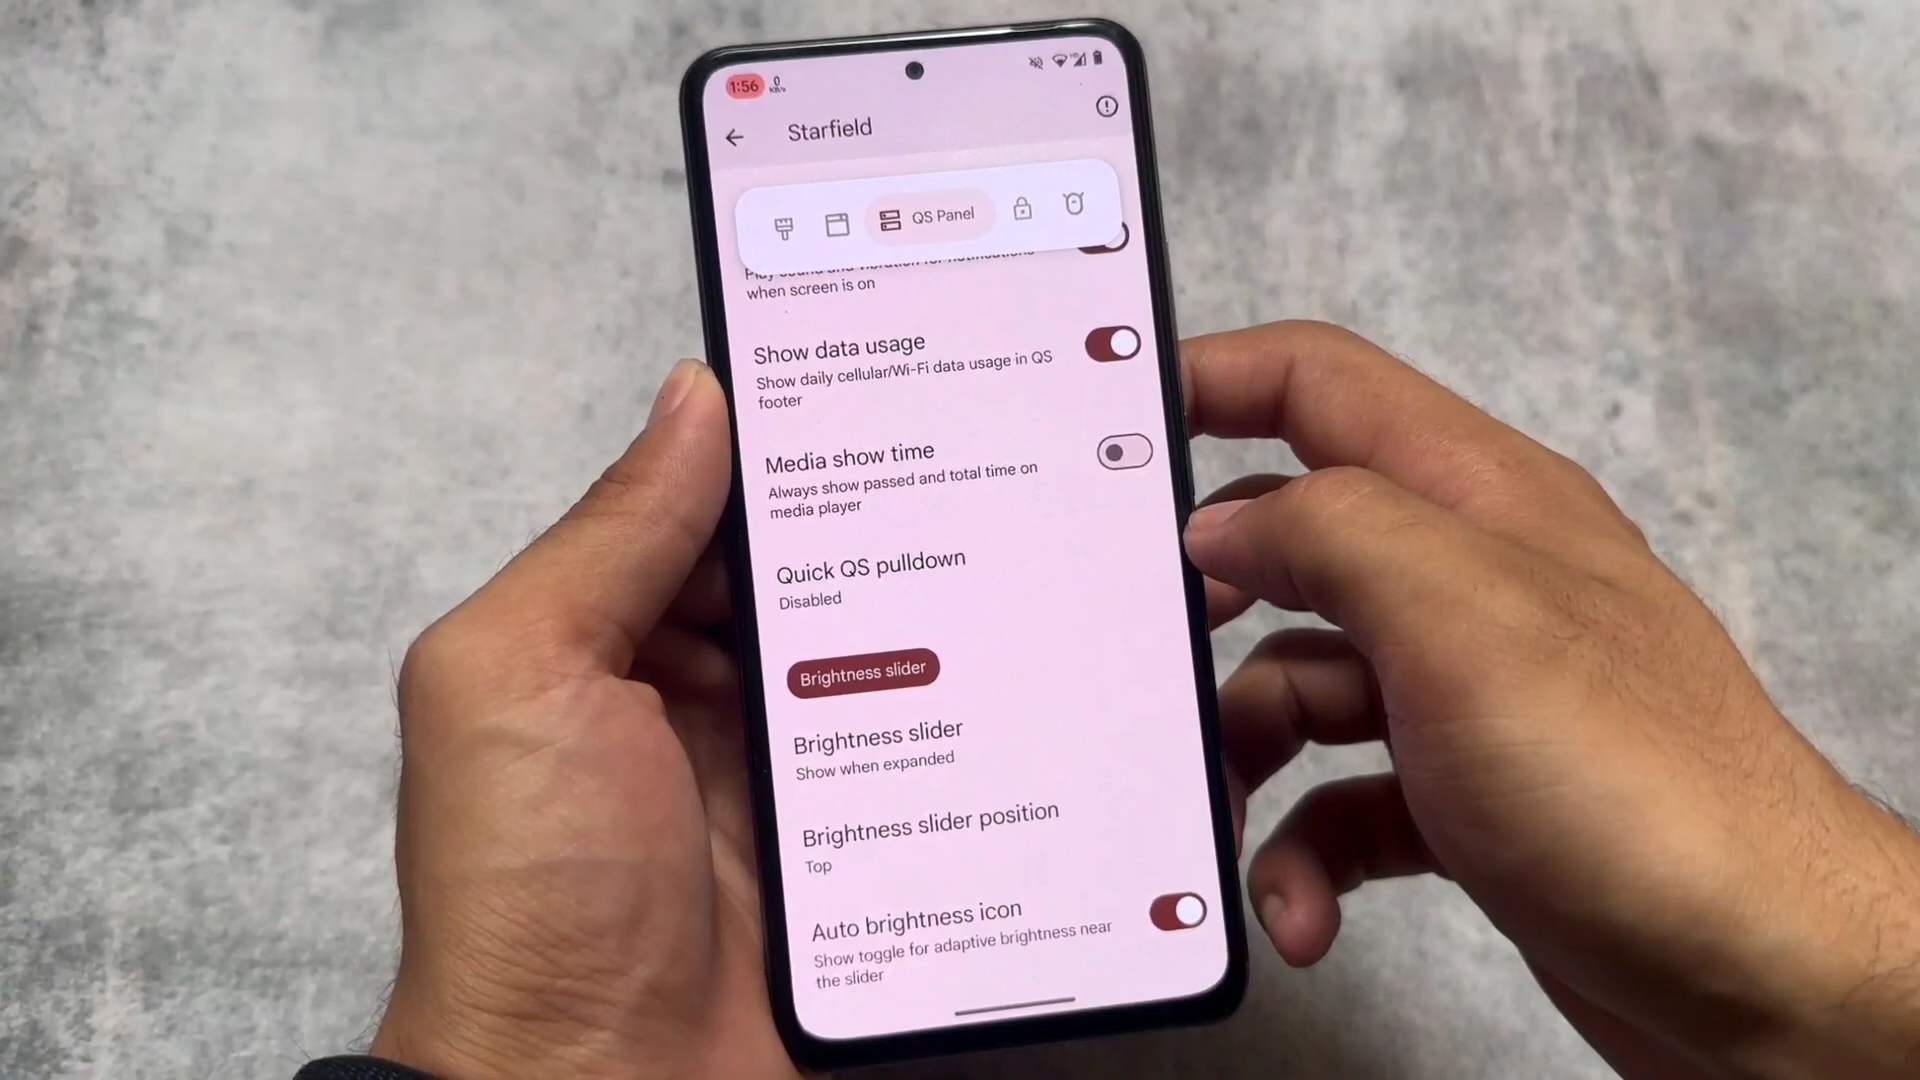 1:56 0
KB/s
Starfield
QS Panel
Play sound and vibration for notifications
when screen is on
Show data usage
Show daily cellular/Wi-Fi data usage in QS
footer
Media show time
Always show passed and total time on
media player
Quick QS pulldown
Disabled
Brightness slider
Brightness slider
Show when expanded
Brightness slider position
Top
Auto brightness icon
Show toggle for adaptive brightness near
the slider